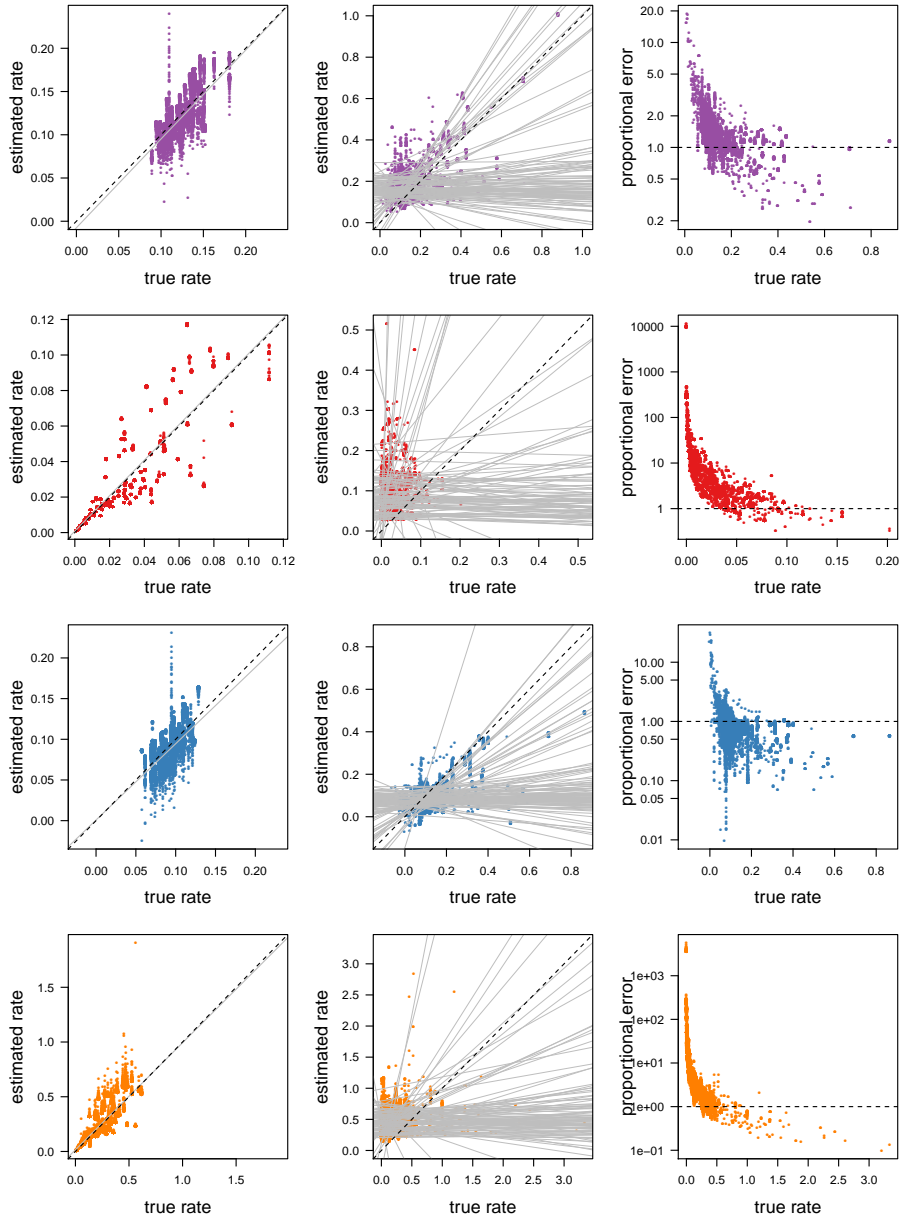 estimated rate
0.20
0.15
0.10
0.05
0.00
0.00 0.05 0.10 0.15 0.20
true rate
estimated rate
1.0
0.8
0.6
0.4
0.2
0.0
0.0 0.2 0.4 0.6 0.8 1.0
true rate
proportional error
20.0
10.0
5.0
2.0
1.0
0.5
0.2
0.0 0.2 0.4 0.6 0.8
true rate
estimated rate
0.12
0.10
0.08
0.06
0.04
0.02
0.00
0.00 0.02 0.04 0.06 0.08 0.10 0.12
true rate
estimated rate
0.5
0.4
0.3
0.2
0.1
0.0
0.0 0.1 0.2 0.3 0.4 0.5
true rate
proportional error
10000
1000
100
10
1
0.00 0.05 0.10 0.15 0.20
true rate
estimated rate
0.20
0.15
0.10
0.05
0.00
0.00 0.05 0.10 0.15 0.20
true rate
estimated rate
0.8
0.6
0.4
0.2
0.0
0.0 0.2 0.4 0.6 0.8
true rate
proportional error
10.00
5.00
1.00
0.50
0.10
0.05
0.01
0.0 0.2 0.4 0.6 0.8
true rate
estimated rate
1.5
1.0
0.5
0.0
0.0 0.5 1.0 1.5
true rate
estimated rate
3.0
2.5
2.0
1.5
1.0
0.5
0.0
0.0 0.5 1.0 1.5 2.0 2.5 3.0
true rate
proportional error
1e+03
1e+02
1e+01
1e+00
1e−01
0.0 0.5 1.0 1.5 2.0 2.5 3.0
true rate